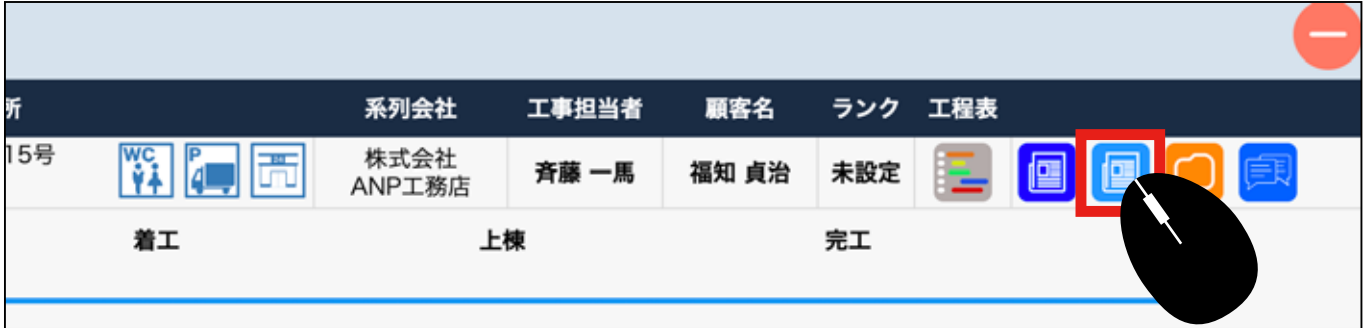 所 系列会社 工事担当者 顧客名 ランク 工程表
15号 WC P 株式会社 斉藤 一馬 福知 貞治 未設定
ANP工務店
着工 上棟 完工